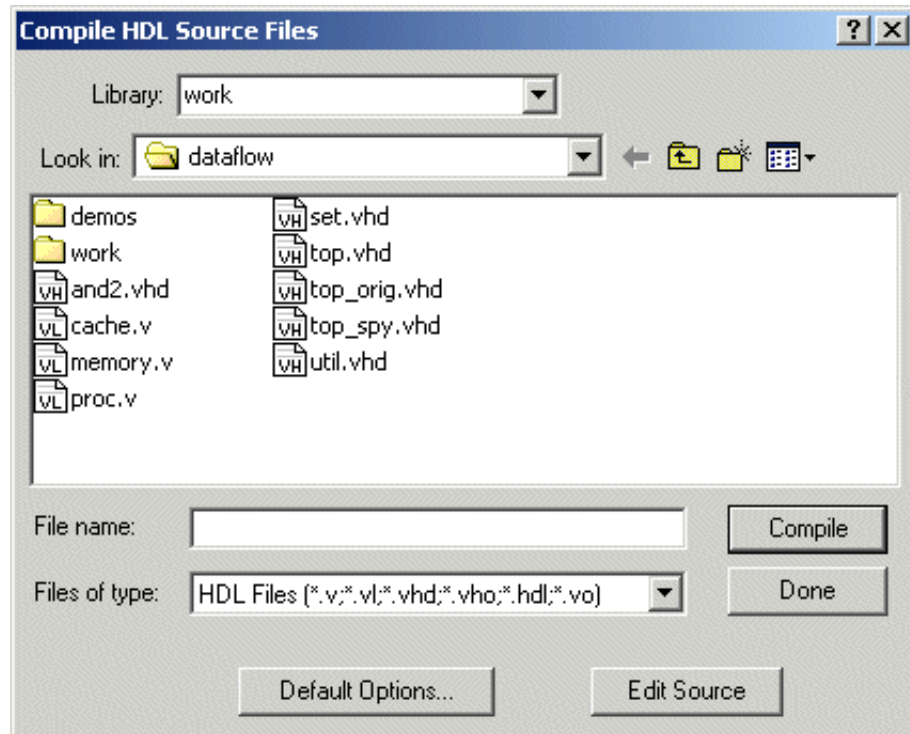 Compile HDL Source Files
Library: work
Look in: dataflow
demos
work
and2.vhd
cache.v
memory.v
proc.v
set.vhd
top.vhd
top_orig.vhd
top_spy.vhd
util.vhd
File name:
Compile
Files of type: HDL Files (*.v;*.vl;*.vhd;*.vho;*.hdl;*.vo)
Done
Default Options...
Edit Source